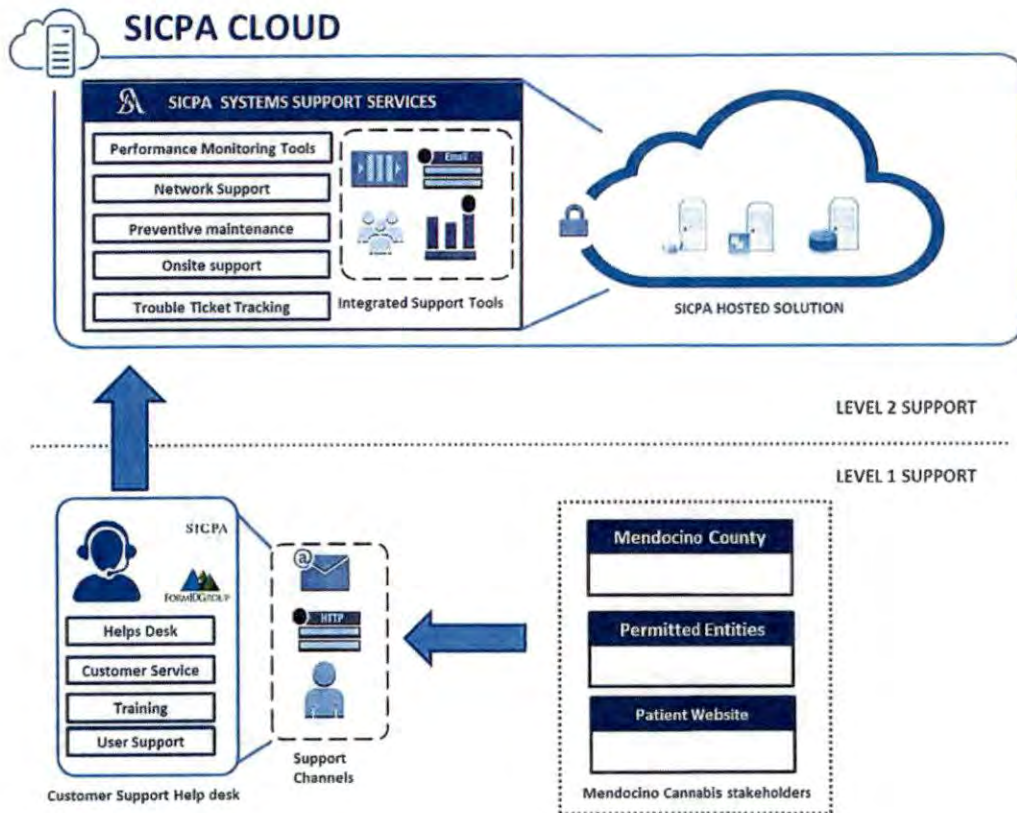 SICPA CLOUD
SICPA SYSTEMS SUPPORT SERVICES
Performance Monitoring Tools
Network Support
Preventive maintenance
Onsite support
Trouble Ticket Tracking
Email
Integrated Support Tools
SICPA HOSTED SOLUTION
LEVEL 2 SUPPORT
LEVEL 1 SUPPORT
SICPA
FORMIDGROUP
Helps Desk
Customer Service
Training
User Support
Customer Support Help desk
@
HTTP
Support
Channels
Mendocino County
Permitted Entities
Patient Website
Mendocino Cannabis stakeholders